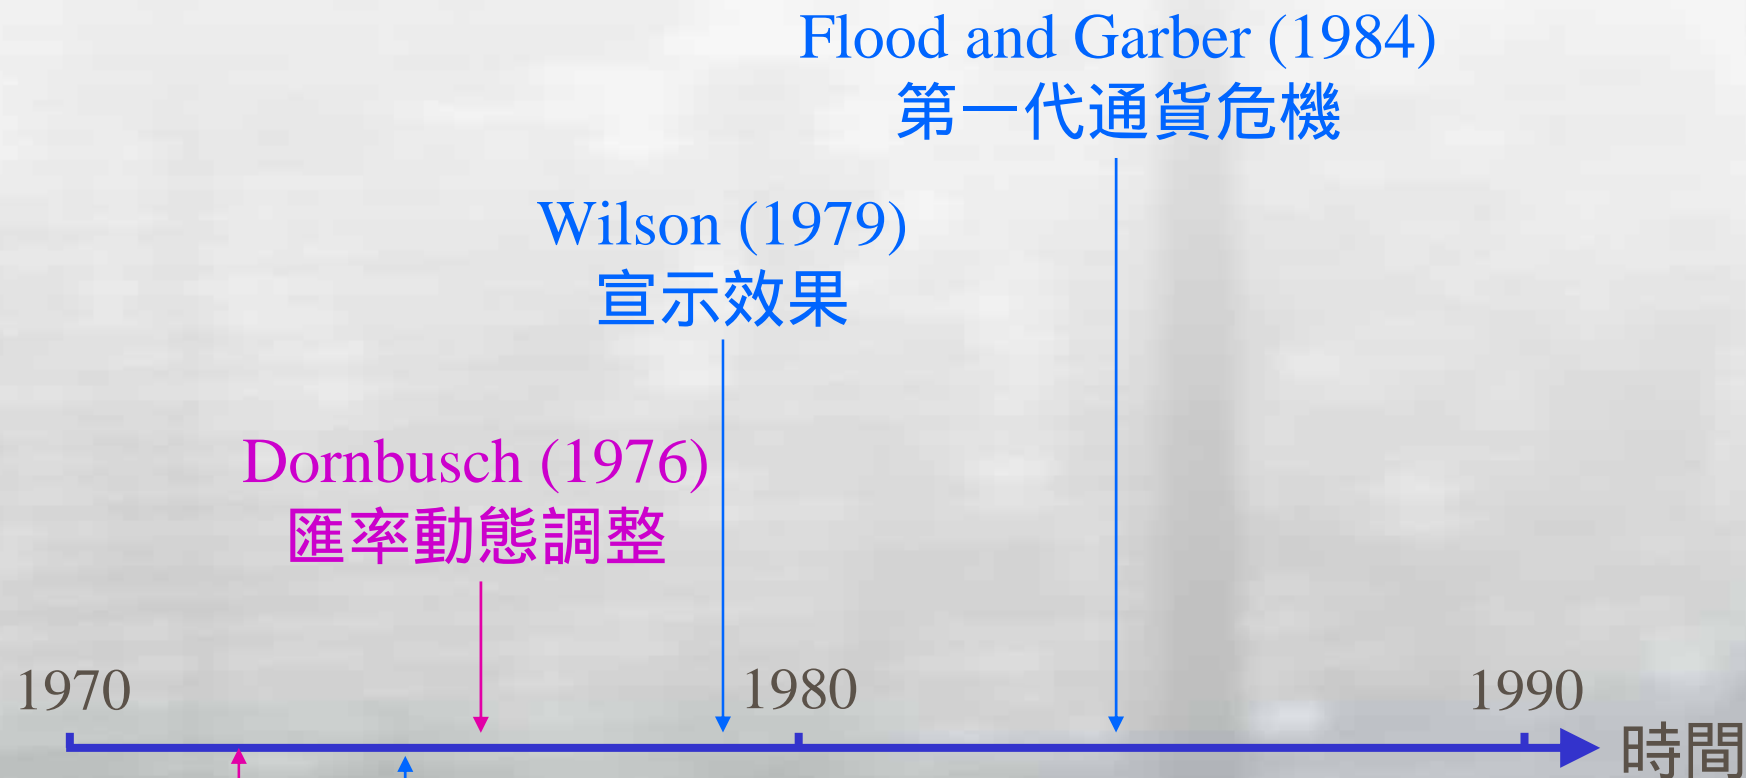 Flood and Garber (1984)
第一代通貨危機
Wilson (1979)
宣示效果
Dornbusch (1976)
匯率動態調整
1970
1980
1990
時間